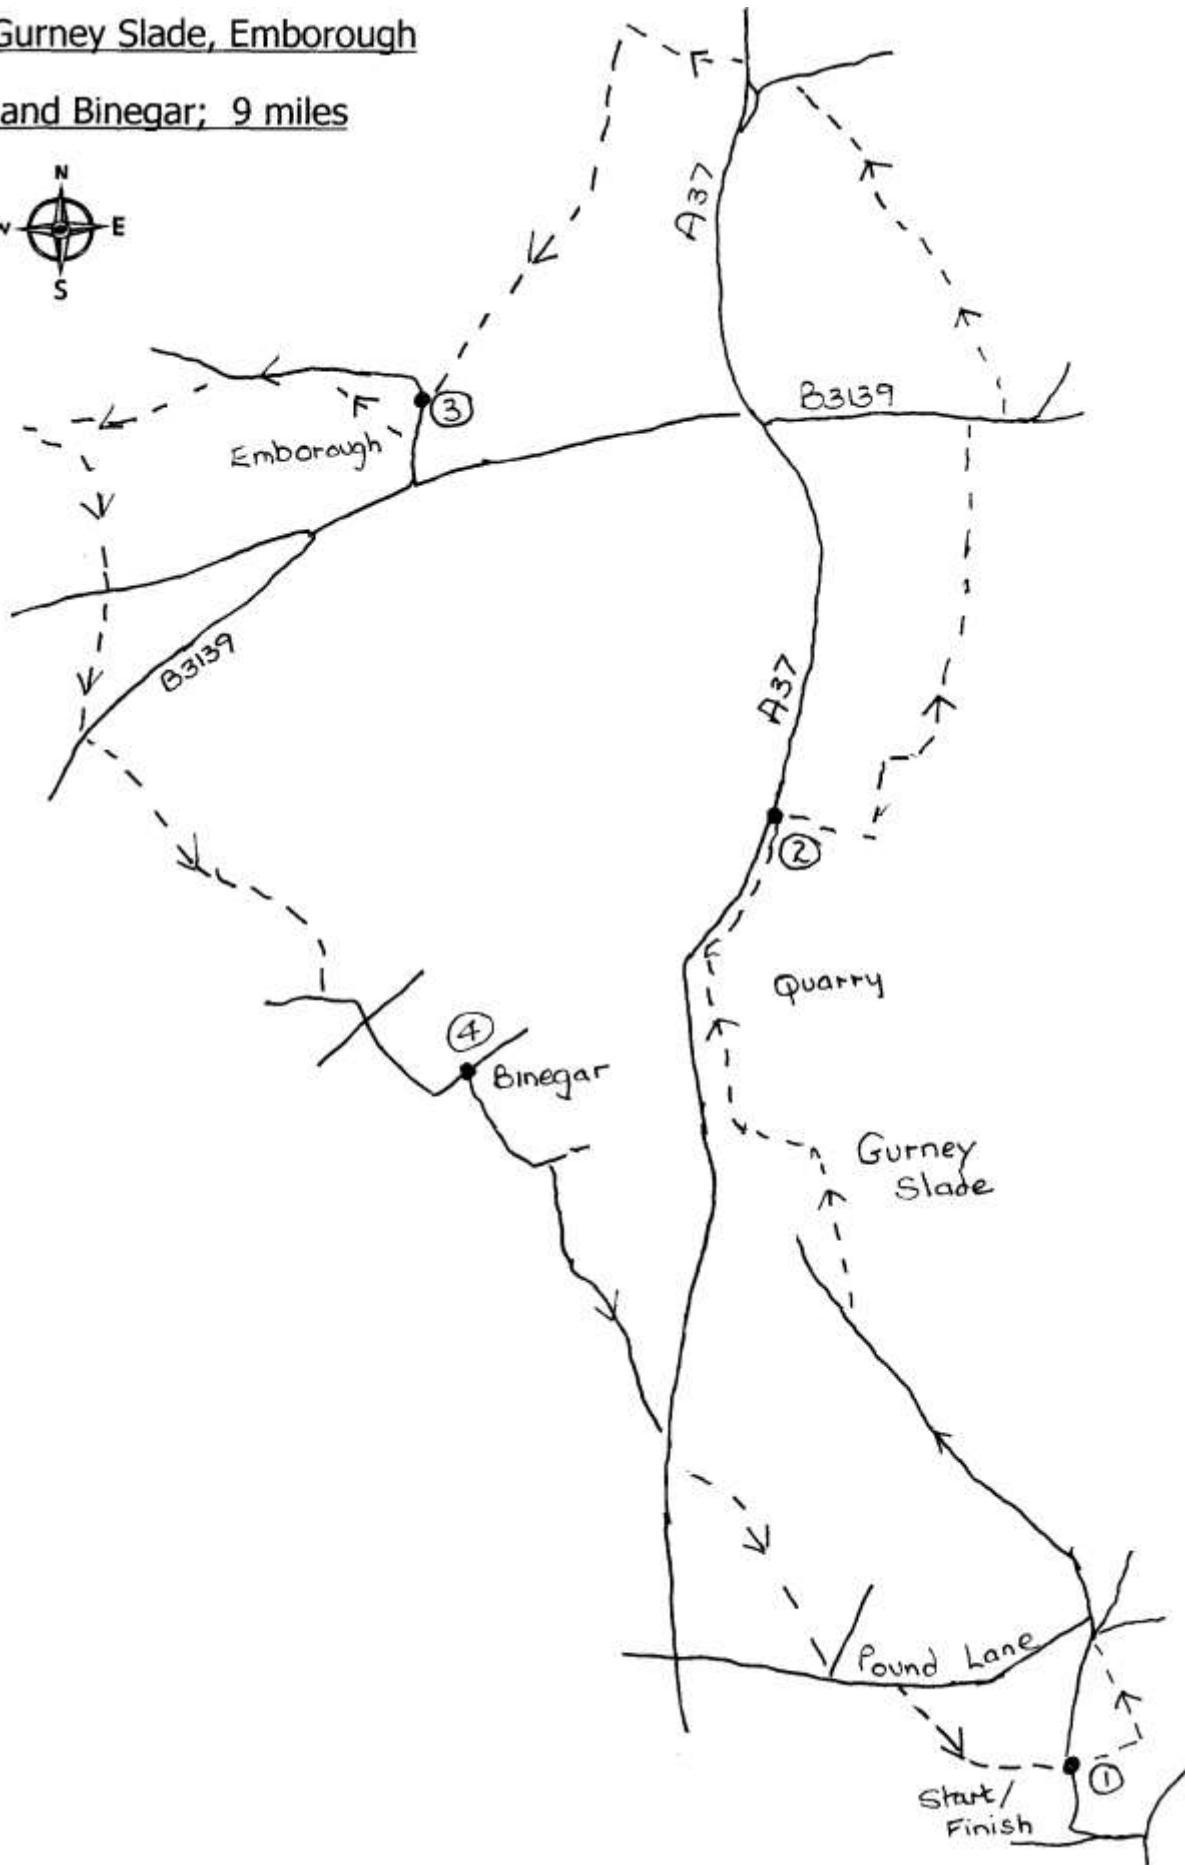 Gurney Slade, Emborough
and Binegar; 9 miles
N
E
S
A37
B3139
3
Emborough
B3139
A37
2
Quarry
4
Binegar
Gurney
Slade
Pound Lane
1
Start/
Finish